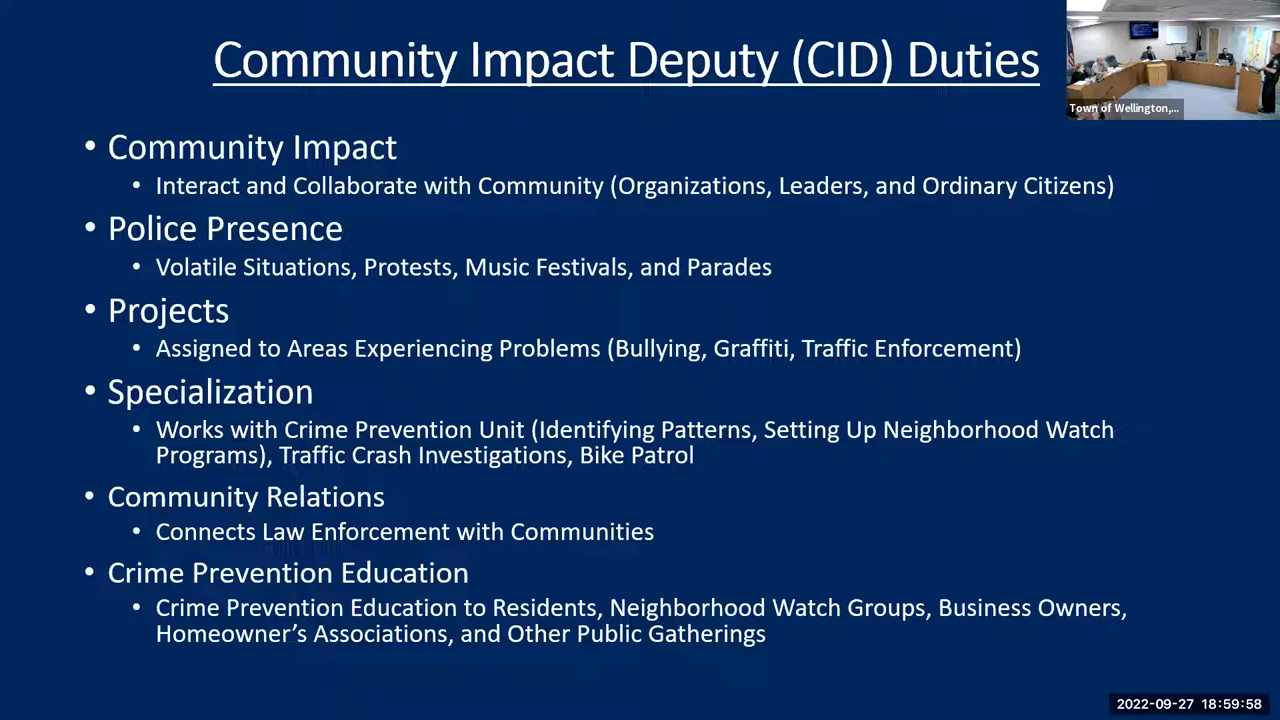 Community Impact Deputy (CID) Duties
Town of Wellington,...
• Community Impact
• Interact and Collaborate with Community (Organizations, Leaders, and Ordinary Citizens)
• Police Presence
• Volatile Situations, Protests, Music Festivals, and Parades
• Projects
• Assigned to Areas Experiencing Problems (Bullying, Graffiti, Traffic Enforcement)
• Specialization
• Works with Crime Prevention Unit (Identifying Patterns, Setting Up Neighborhood Watch
Programs), Traffic Crash Investigations, Bike Patrol
• Community Relations
• Connects Law Enforcement with Communities
• Crime Prevention Education
• Crime Prevention Education to Residents, Neighborhood Watch Groups, Business Owners,
Homeowner’s Associations, and Other Public Gatherings
2022-09-27 18:59:58